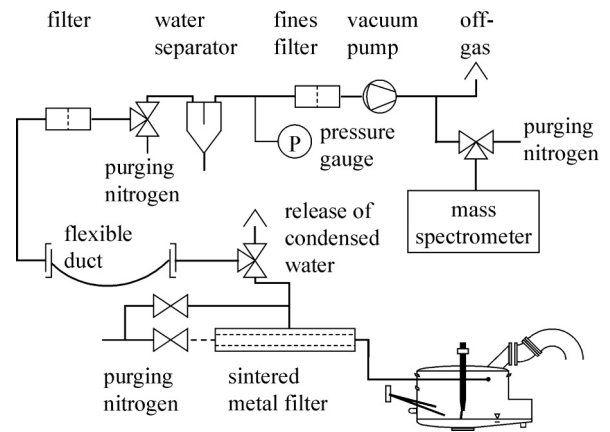 filter
water
separator
fines
filter
vacuum
pump
off-
gas
purging
nitrogen
P
pressure
gauge
purging
nitrogen
mass
spectrometer
flexible
duct
release of
condensed
water
purging
nitrogen
sintered
metal filter